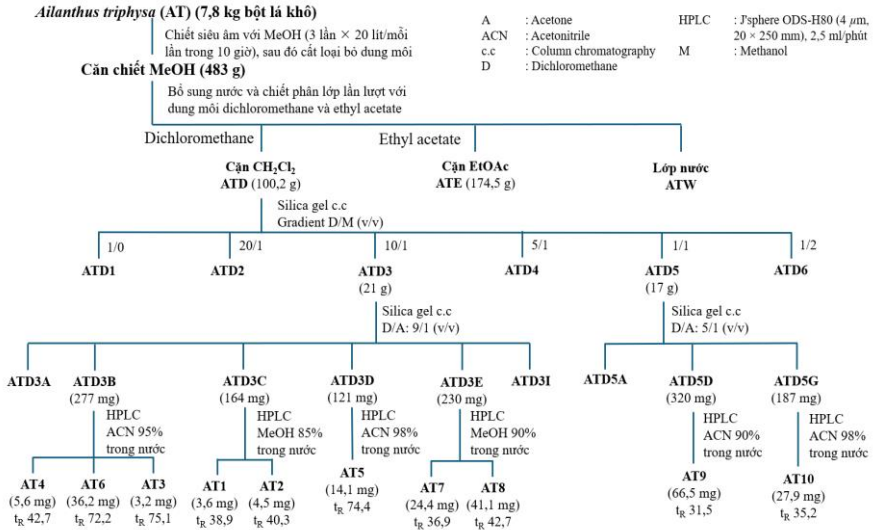 Ailanthus triphysa (AT) (7,8 kg bột lá khô)
Chiết siêu âm với MeOH (3 lần × 20 lít/mỗi
lần trong 10 giờ), sau đó cất loại bỏ dung môi
Căn chiết MeOH (483 g)
Bổ sung nước và chiết phân lớp lần lượt với
dung môi dichloromethane và ethyl acetate
A : Acetone
ACN : Acetonitrile
c.c : Column chromatography
D : Dichloromethane
HPLC : J'sphere ODS-H80 (4 µm,
20 × 250 mm), 2,5 ml/phút
M : Methanol
Dichloromethane
Ethyl acetate
Cặn CH₂Cl₂
ATD (100,2 g)
Cặn EtOAc
ATE (174,5 g)
Lớp nước
ATW
Silica gel c.c
Gradient D/M (v/v)
1/0 20/1 10/1 5/1 1/1 1/2
ATD1 ATD2 ATD3 ATD4 ATD5 ATD6
(21 g) (17 g)
Silica gel c.c
D/A: 9/1 (v/v)
Silica gel c.c
D/A: 5/1 (v/v)
ATD3A ATD3B ATD3C ATD3D ATD3E ATD3I ATD5A ATD5D ATD5G
(277 mg) (164 mg) (121 mg) (230 mg) (320 mg) (187 mg)
HPLC
ACN 95%
trong nước
HPLC
MeOH 85%
trong nước
HPLC
ACN 98%
trong nước
HPLC
MeOH 90%
trong nước
HPLC
ACN 90%
trong nước
HPLC
ACN 98%
trong nước
AT4
(5,6 mg)
t_R 42,7
AT6
(36,2 mg)
t_R 72,2
AT3
(3,2 mg)
t_R 75,1
AT1
(3,6 mg)
t_R 38,9
AT2
(4,5 mg)
t_R 40,3
AT5
(14,1 mg)
t_R 74,4
AT7
(24,4 mg)
t_R 36,9
AT8
(41,1 mg)
t_R 42,7
AT9
(66,5 mg)
t_R 31,5
AT10
(27,9 mg)
t_R 35,2